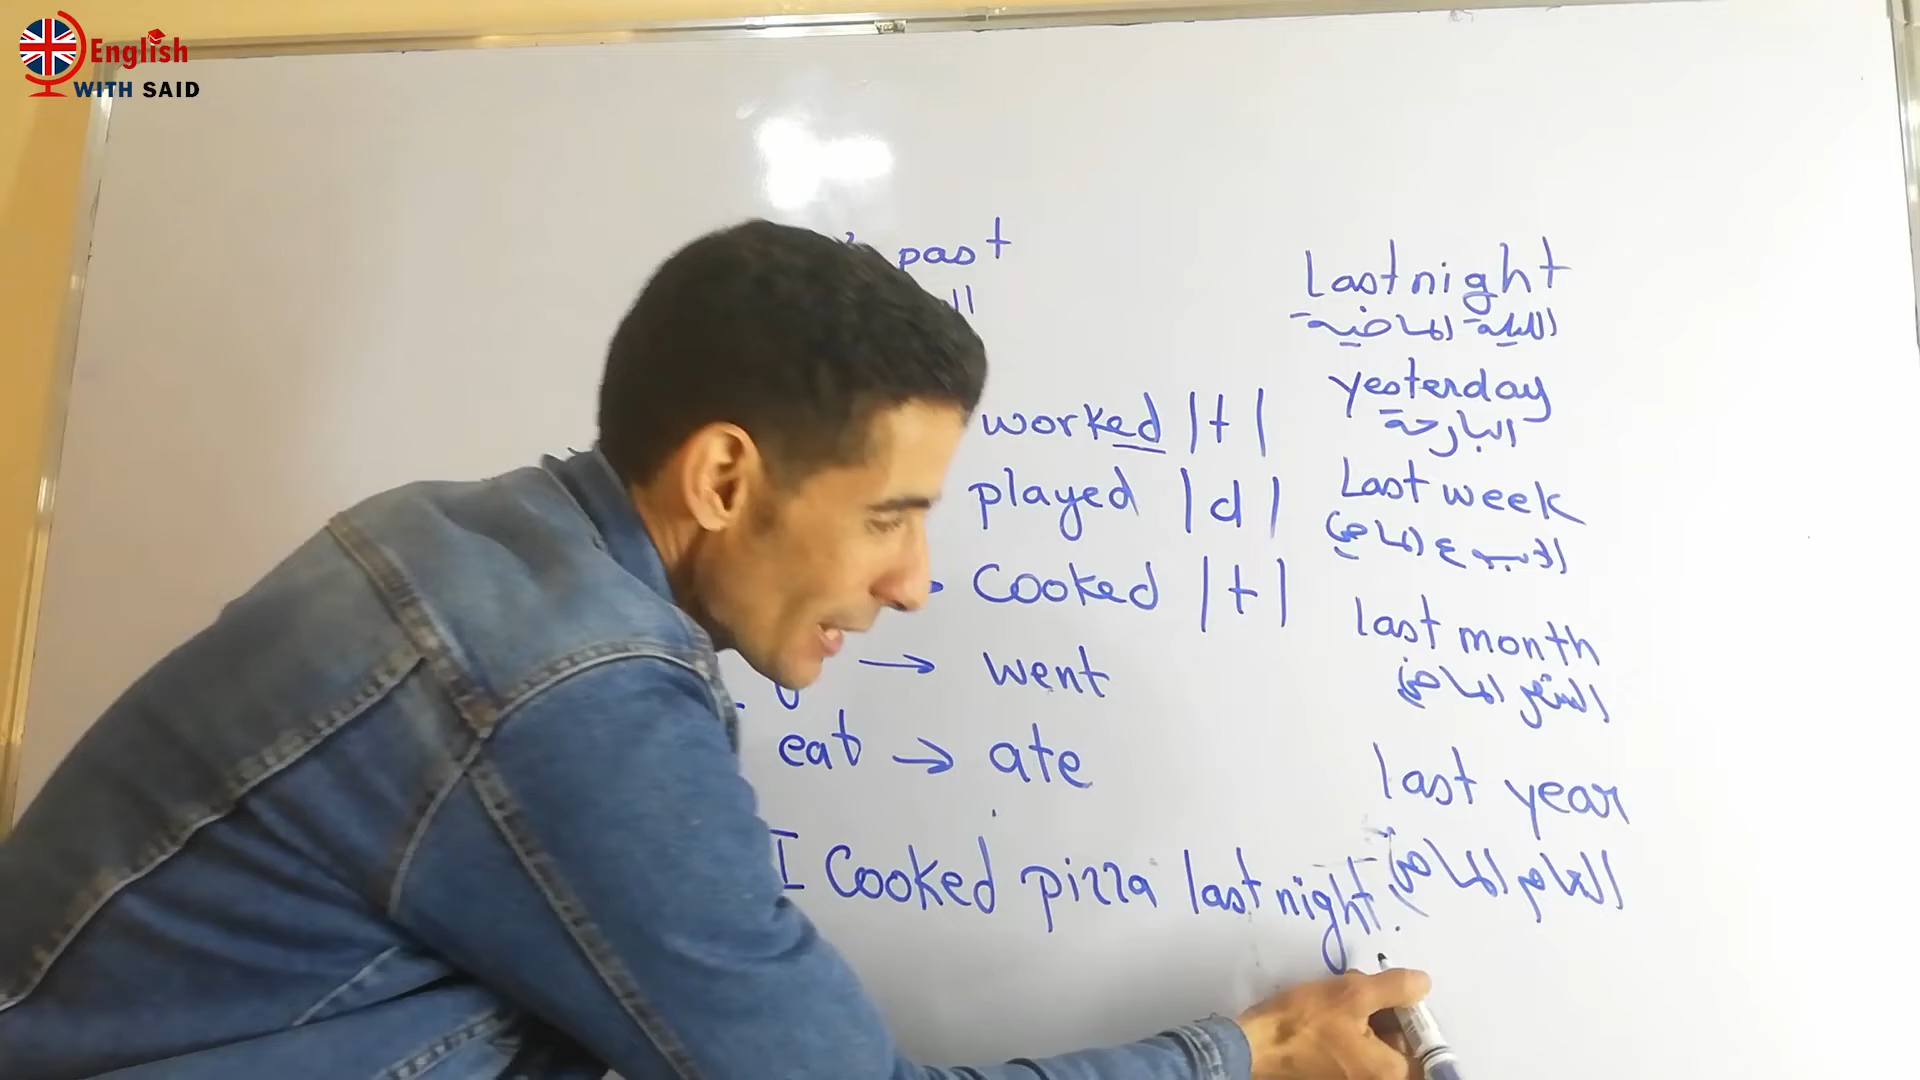 English
WITH SAID
past
worked /t/
played /d/
cooked /t/
→ went
eat → ate
I cooked pizza last night.
Last night
الليلة الماضية
yesterday
البارحة
Last week
الاسبوع الماضي
last month
الشهر الماضي
last year
العام الماضي